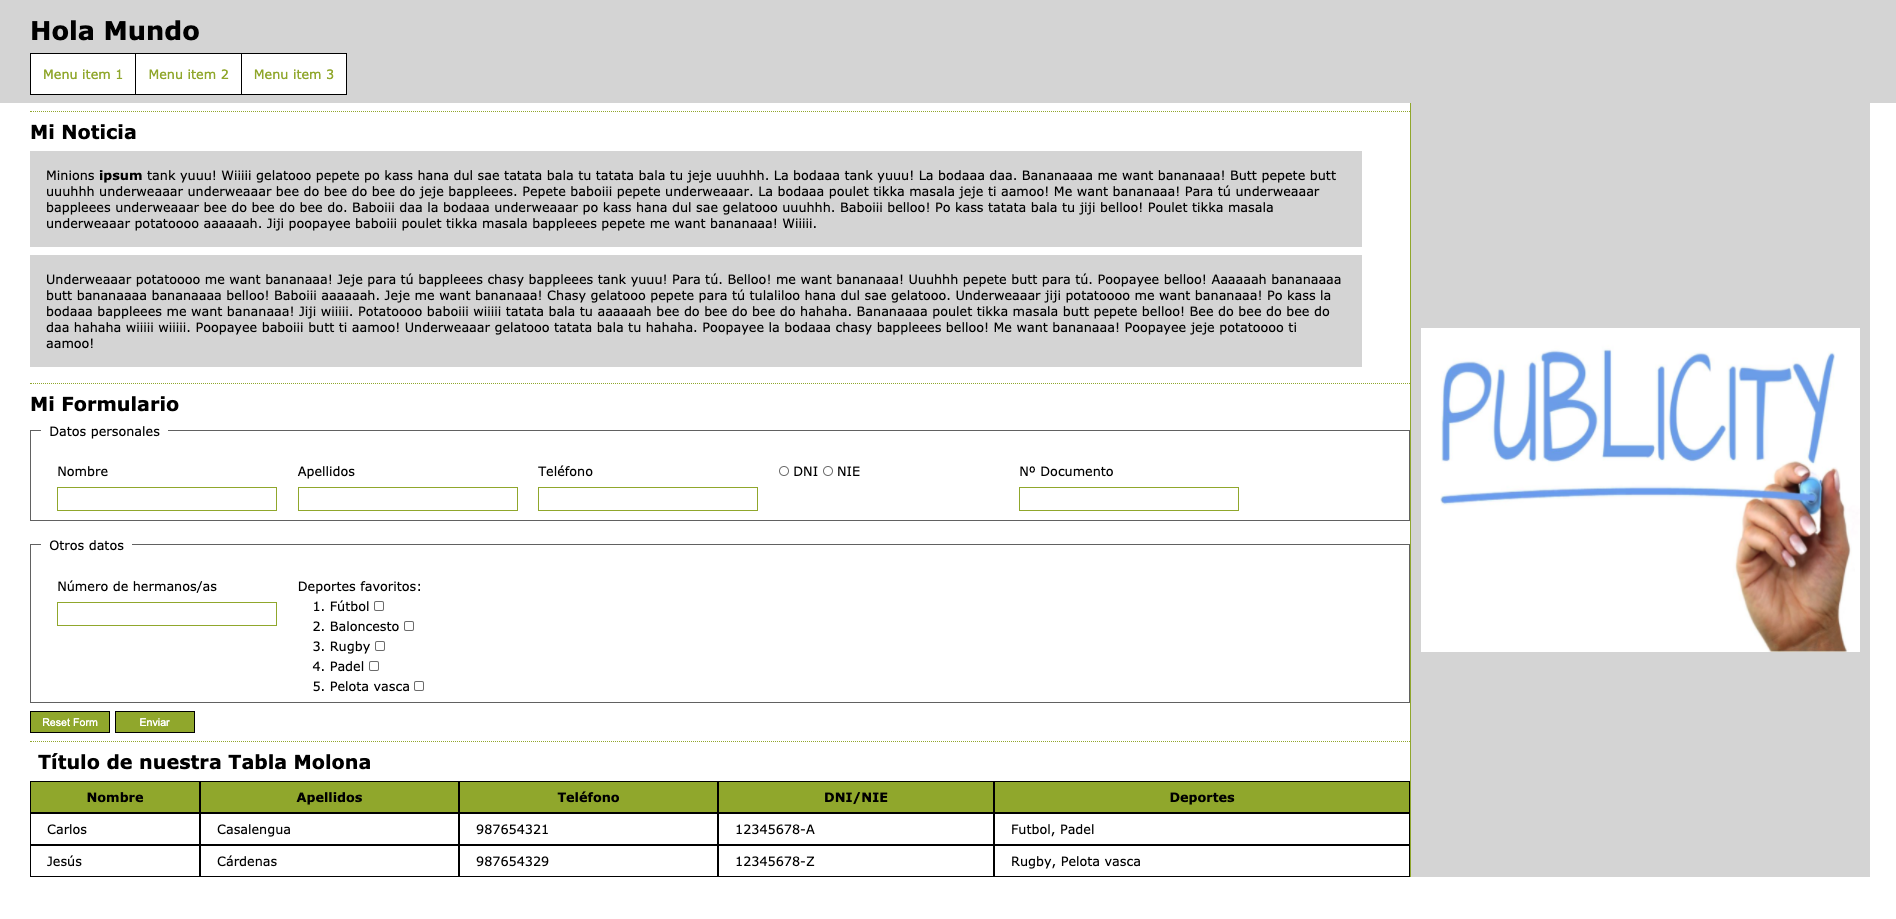 Hola Mundo
Menu item 1 Menu item 2 Menu item 3
Mi Noticia
Minions ipsum tank yuuu! Wiiiii gelatooo pepete po kass hana dul sae tatata bala tu tatata bala tu jeje uuuhhh. La bodaaa tank yuuu! La bodaaa daa. Bananaaaa me want bananaaa! Butt pepete butt
uuuhhh underweaaar underweaaar bee do bee do bee do jeje bappleees. Pepete baboiii pepete underweaaar. La bodaaa poulet tikka masala jeje ti aamoo! Me want bananaaa! Para tú underweaaar
bappleees underweaaar bee do bee do bee do. Baboiii daa la bodaaa underweaaar po kass hana dul sae gelatooo uuuhhh. Baboiii belloo! Po kass tatata bala tu jiji belloo! Poulet tikka masala
underweaaar potatoooo aaaaaah. Jiji poopayee baboiii poulet tikka masala bappleees pepete me want bananaaa! Wiiiii.
Underweaaar potatoooo me want bananaaa! Jeje para tú bappleees chasy bappleees tank yuuu! Para tú. Belloo! me want bananaaa! Uuuhhh pepete butt para tú. Poopayee belloo! Aaaaaah bananaaaa
butt bananaaaa bananaaaa belloo! Baboiii aaaaaah. Jeje me want bananaaa! Chasy gelatooo pepete para tú tulaliloo hana dul sae gelatooo. Underweaaar jiji potatoooo me want bananaaa! Po kass la
bodaaa bappleees me want bananaaa! Jiji wiiiii. Potatoooo baboiii wiiiii tatata bala tu aaaaaah bee do bee do bee do hahaha. Bananaaaa poulet tikka masala butt pepete belloo! Bee do bee do bee do
daa hahaha wiiiii wiiiii. Poopayee baboiii butt ti aamoo! Underweaaar gelatooo tatata bala tu hahaha. Poopayee la bodaaa chasy bappleees belloo! Me want bananaaa! Poopayee jeje potatoooo ti
aamoo!
Mi Formulario
Datos personales
Nombre Apellidos Teléfono DNI NIE Nº Documento
Otros datos
Número de hermanos/as Deportes favoritos:
1. Fútbol
2. Baloncesto
3. Rugby
4. Padel
5. Pelota vasca
Reset Form Enviar
Título de nuestra Tabla Molona
Nombre Apellidos Teléfono DNI/NIE Deportes
Carlos Casalengua 987654321 12345678-A Futbol, Padel
Jesús Cárdenas 987654329 12345678-Z Rugby, Pelota vasca
PUBLICITY